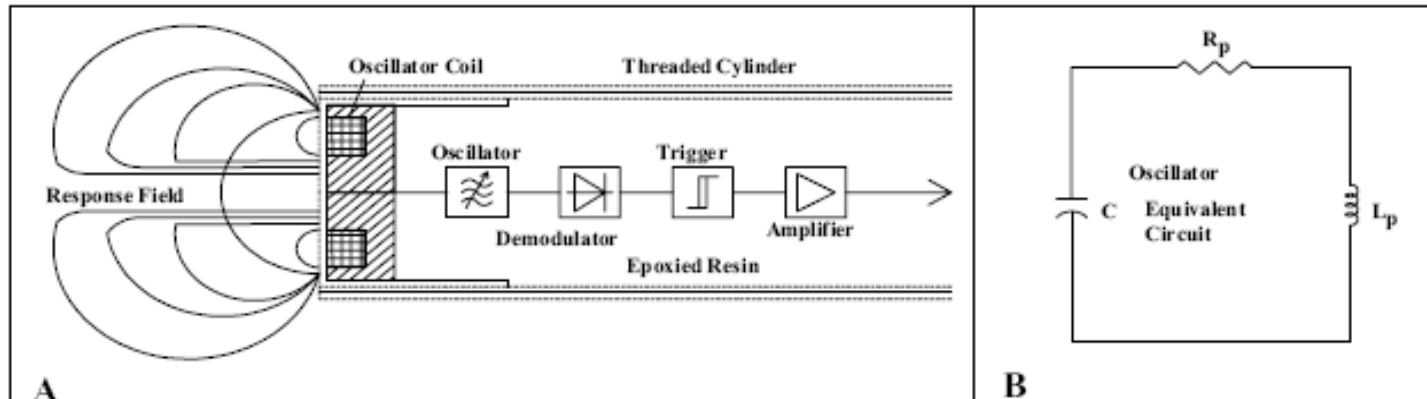 Oscillator Coil
Threaded Cylinder
Oscillator
Trigger
Response Field
Demodulator
Amplifier
Epoxied Resin
A
Rp
Oscillator
C
Equivalent
Circuit
Lp
B